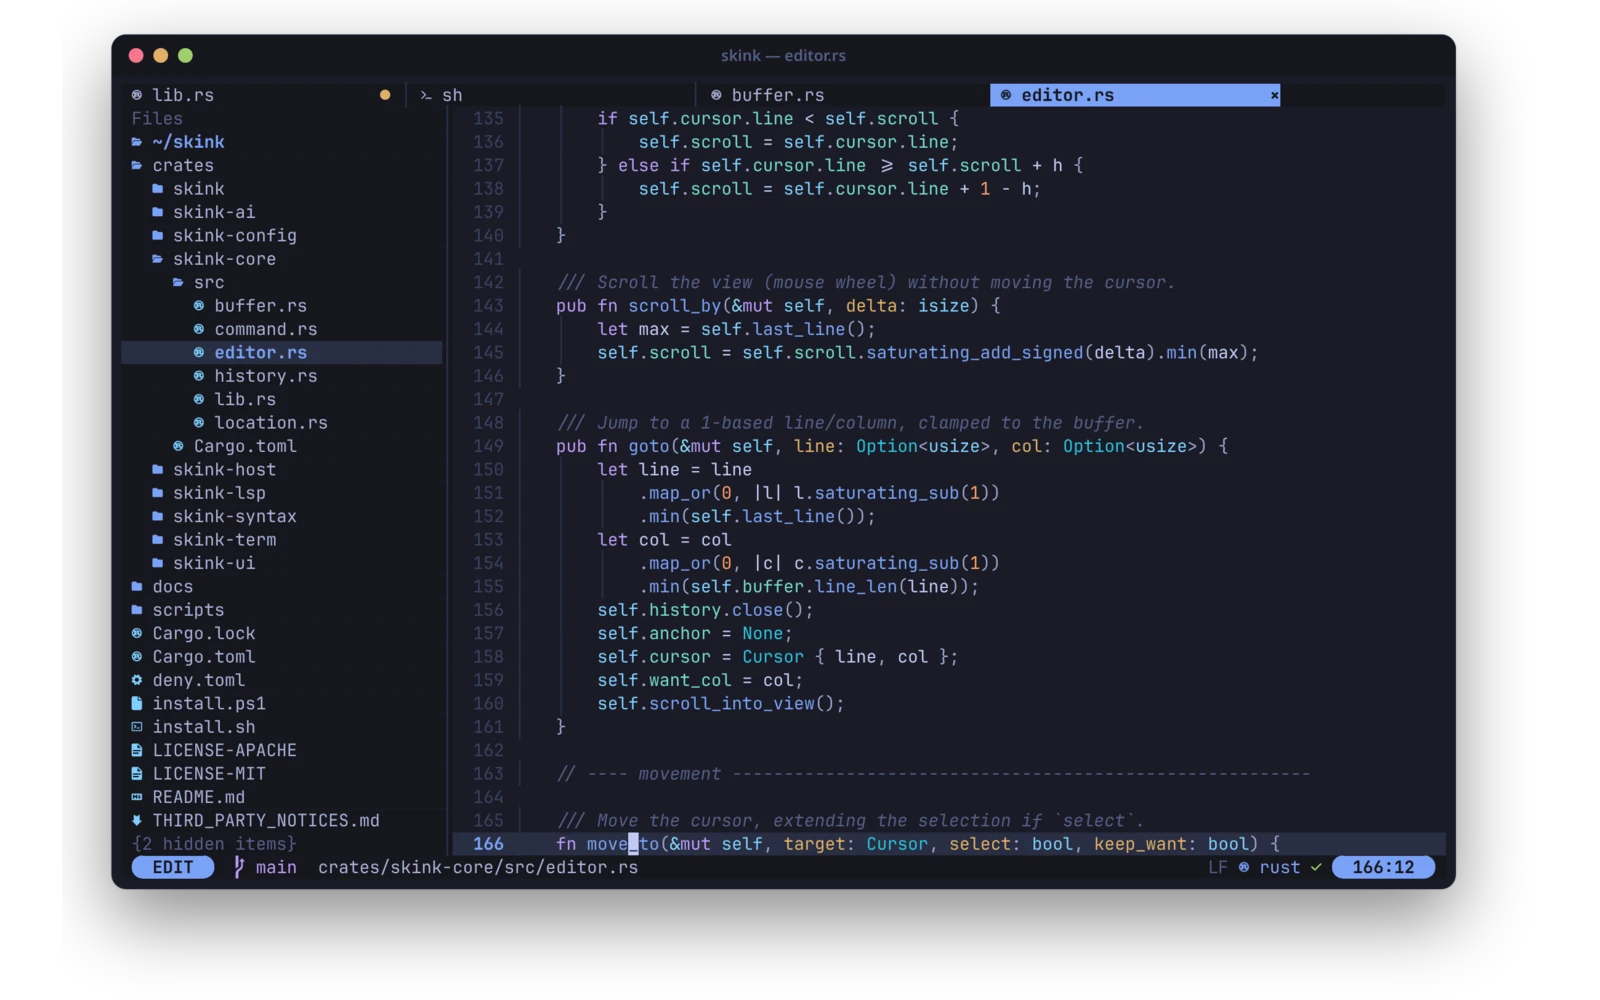 skink — editor.rs
lib.rs
sh
buffer.rs
editor.rs ×
Files
~/skink
crates
skink
skink-ai
skink-config
skink-core
src
buffer.rs
command.rs
editor.rs
history.rs
lib.rs
location.rs
Cargo.toml
skink-host
skink-lsp
skink-syntax
skink-term
skink-ui
docs
scripts
Cargo.lock
Cargo.toml
deny.toml
install.ps1
install.sh
LICENSE-APACHE
LICENSE-MIT
README.md
THIRD_PARTY_NOTICES.md
{2 hidden items}
135 if self.cursor.line < self.scroll {
136 self.scroll = self.cursor.line;
137 } else if self.cursor.line ⩾ self.scroll + h {
138 self.scroll = self.cursor.line + 1 - h;
139 }
140 }
141
142 /// Scroll the view (mouse wheel) without moving the cursor.
143 pub fn scroll_by(&mut self, delta: isize) {
144 let max = self.last_line();
145 self.scroll = self.scroll.saturating_add_signed(delta).min(max);
146 }
147
148 /// Jump to a 1-based line/column, clamped to the buffer.
149 pub fn goto(&mut self, line: Option<usize>, col: Option<usize>) {
150 let line = line
151 .map_or(0, |l| l.saturating_sub(1))
152 .min(self.last_line());
153 let col = col
154 .map_or(0, |c| c.saturating_sub(1))
155 .min(self.buffer.line_len(line));
156 self.history.close();
157 self.anchor = None;
158 self.cursor = Cursor { line, col };
159 self.want_col = col;
160 self.scroll_into_view();
161 }
162
163 // ---- movement --------------------------------------------------------
164
165 /// Move the cursor, extending the selection if `select`.
166 fn move_to(&mut self, target: Cursor, select: bool, keep_want: bool) {
EDIT main crates/skink-core/src/editor.rs LF rust ✓ 166:12